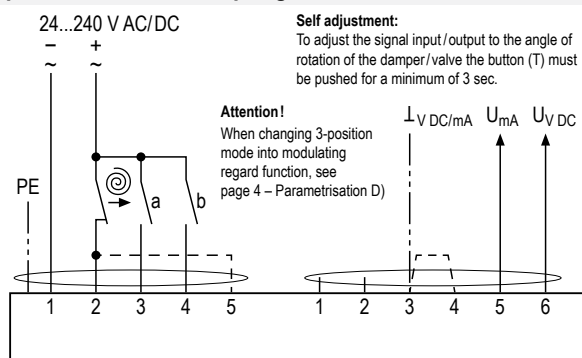 24...240 V AC/DC
– +
~ ~
Self adjustment:
To adjust the signal input/output to the angle of
rotation of the damper/valve the button (T) must
be pushed for a minimum of 3 sec.
Attention!
When changing 3-position
mode into modulating
regard function, see
page 4 – Parametrisation D)
⊥ V DC/mA UmA UV DC
PE
a b
1 2 3 4 5
1 2 3 4 5 6